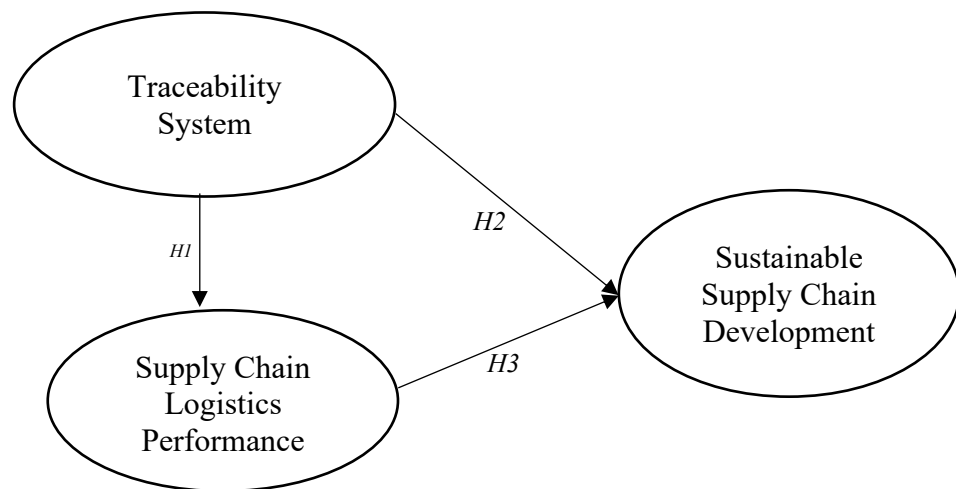 Traceability
System
H1
H2
Supply Chain
Logistics
Performance
H3
Sustainable
Supply Chain
Development